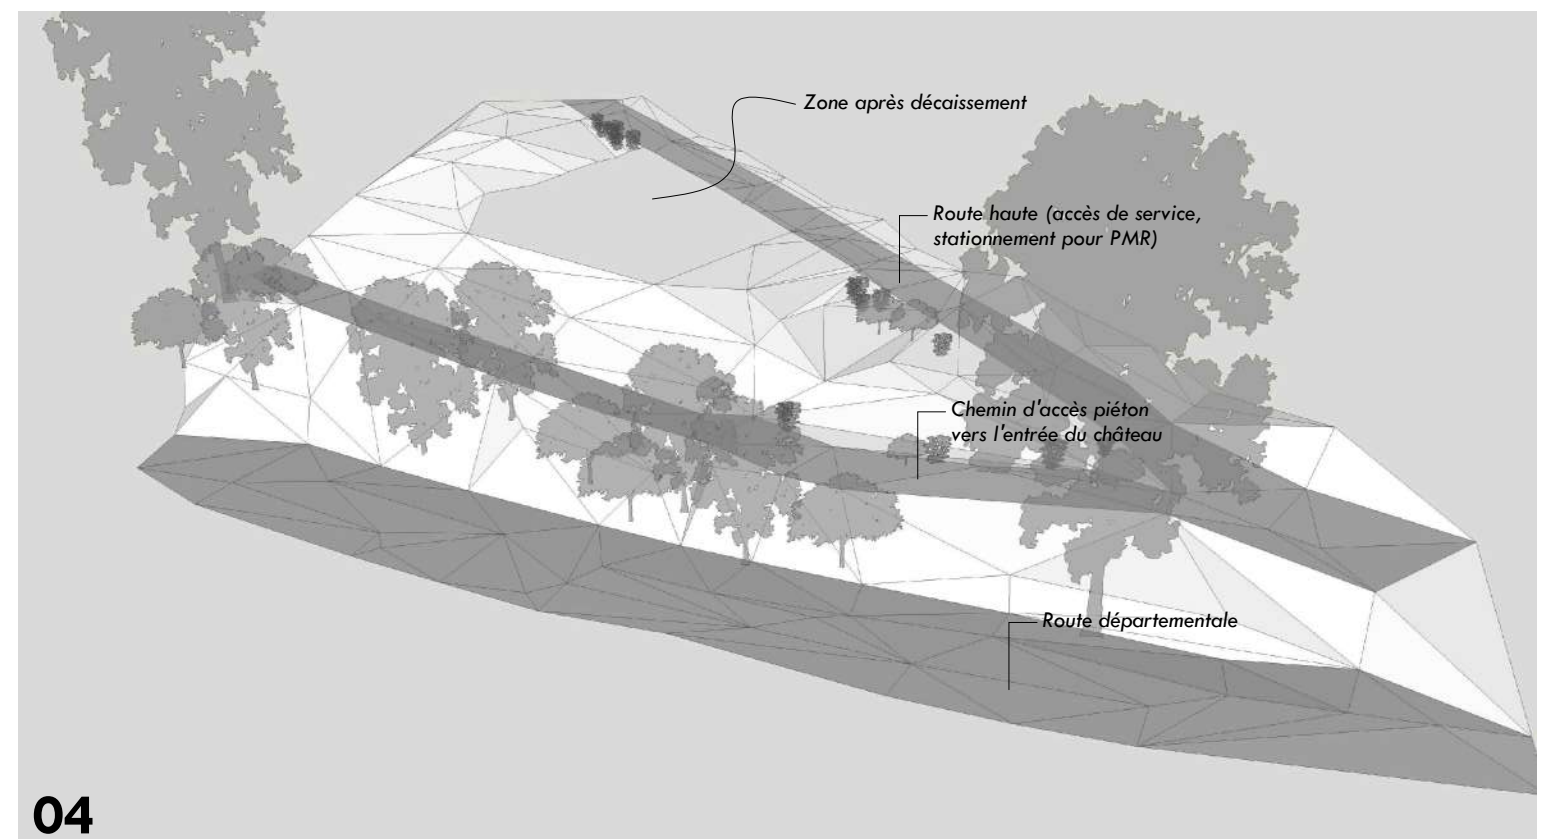 Zone après décaissement
Route haute (accès de service,
stationnement pour PMR)
Chemin d'accès piéton
vers l'entrée du château
Route départementale
04